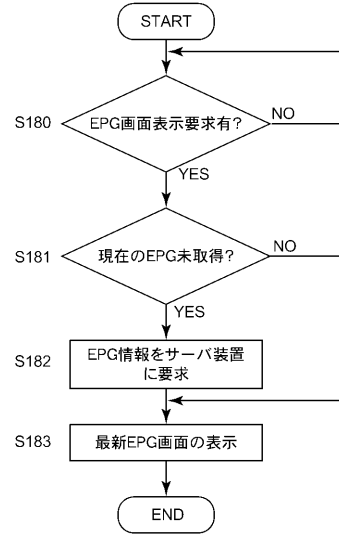 START
S180
EPG画面表示要求有?
NO
YES
S181
現在のEPG未取得?
NO
YES
S182
EPG情報をサーバ装置
に要求
S183
最新EPG画面の表示
END